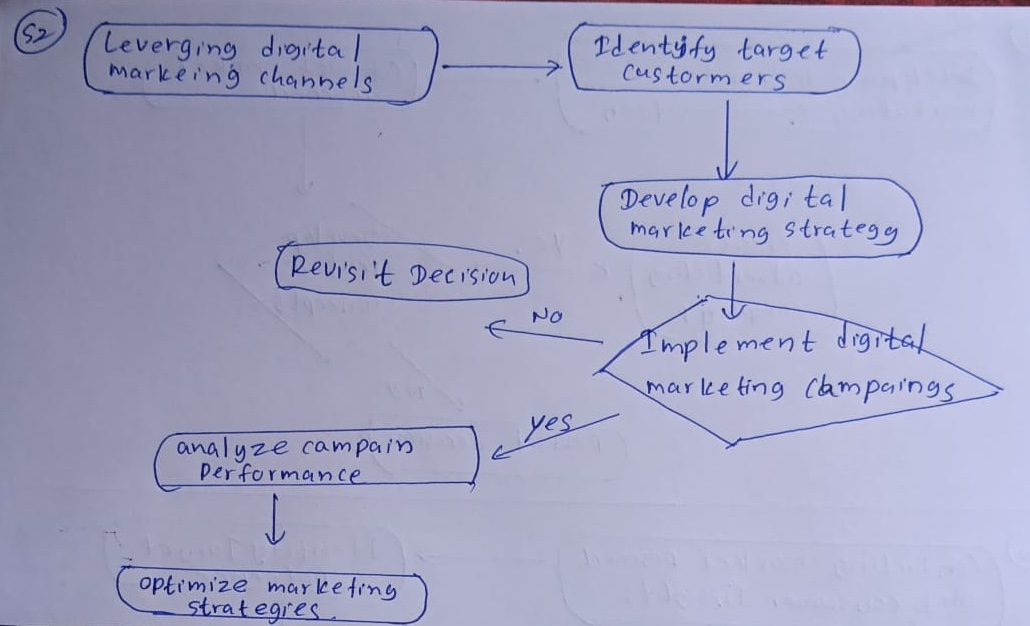 S2
Leverging digital
markeing channels
Identyfy target
custormers
Develop digital
marketing strategy
Revisit Decision
No
Implement digital
marketing campaings
yes
analyze campain
performance
optimize marketing
strategies.